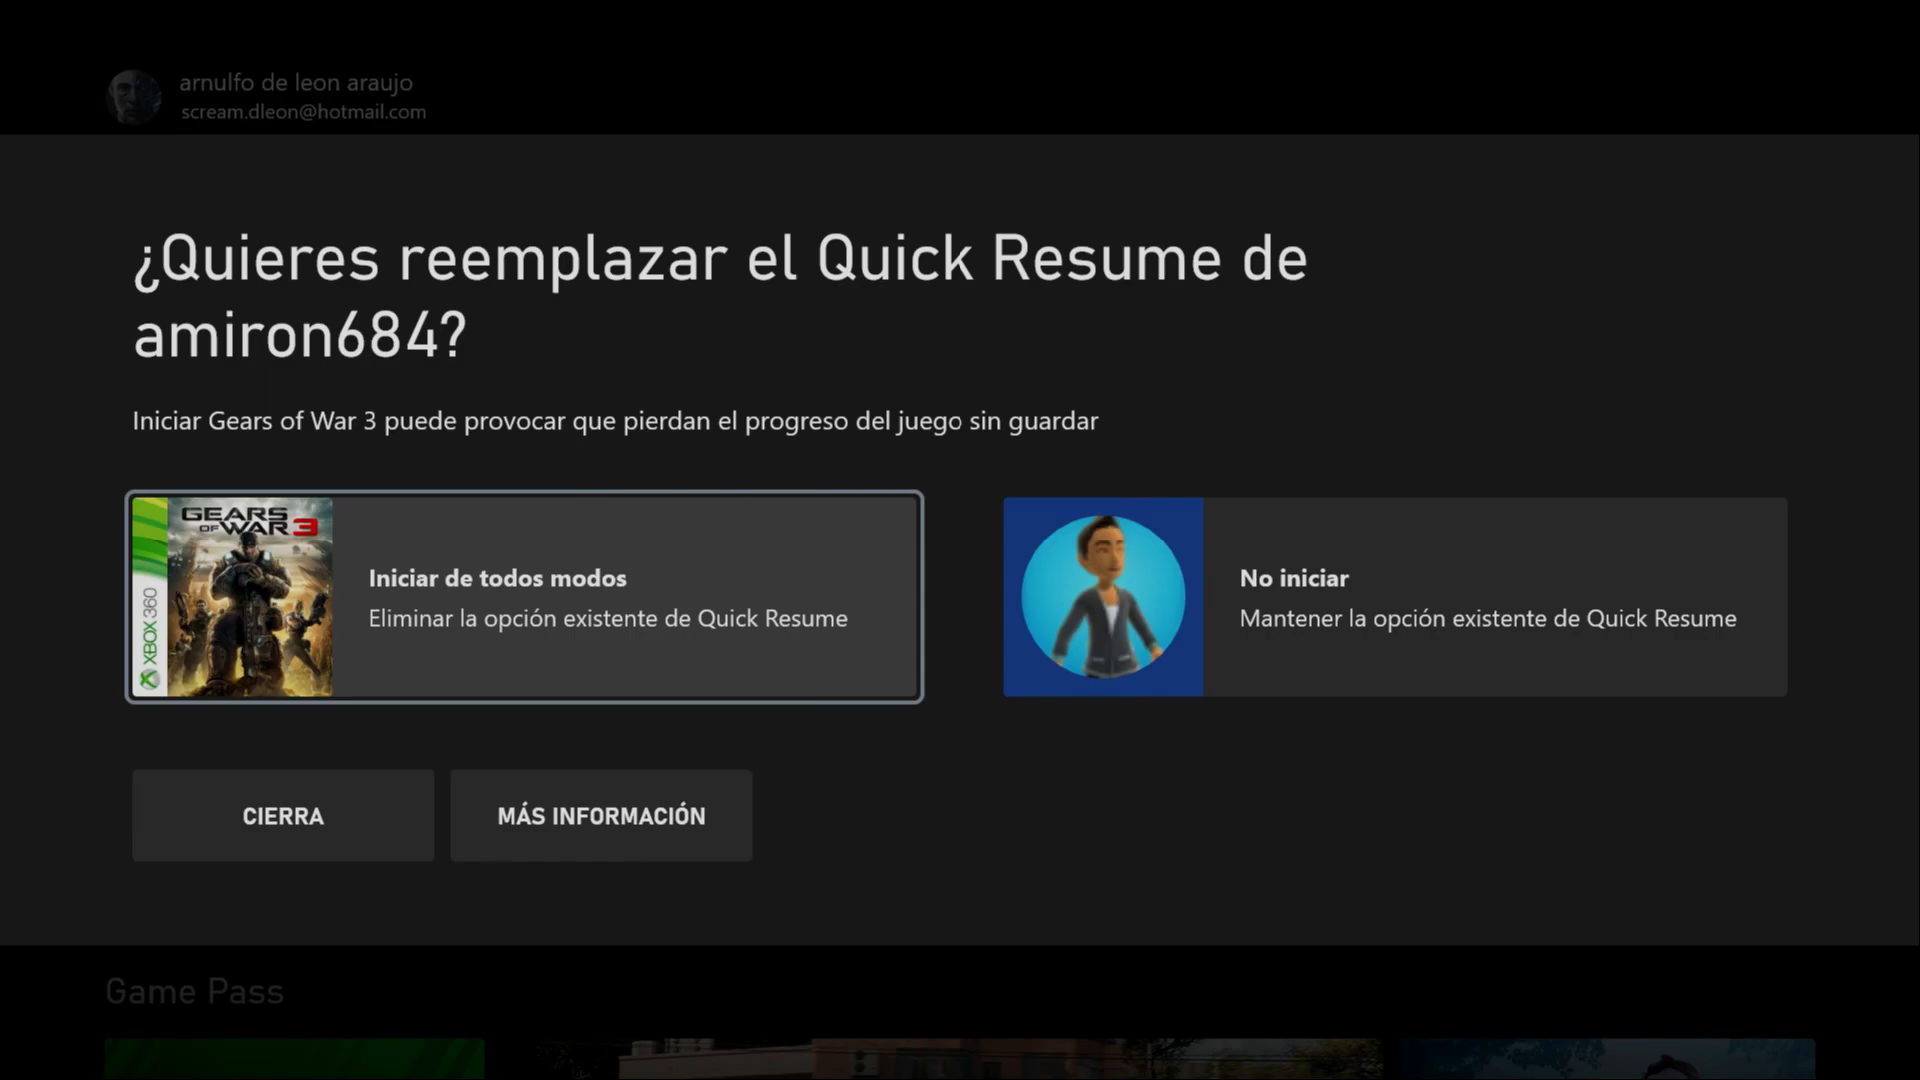 arnulfo de leon araujo
scream.dleon@hotmail.com
¿Quieres reemplazar el Quick Resume de
amiron684?
Iniciar Gears of War 3 puede provocar que pierdan el progreso del juego sin guardar
GEARS
OF WAR 3
XBOX 360
Iniciar de todos modos
Eliminar la opción existente de Quick Resume
No iniciar
Mantener la opción existente de Quick Resume
CIERRA
MÁS INFORMACIÓN
Game Pass